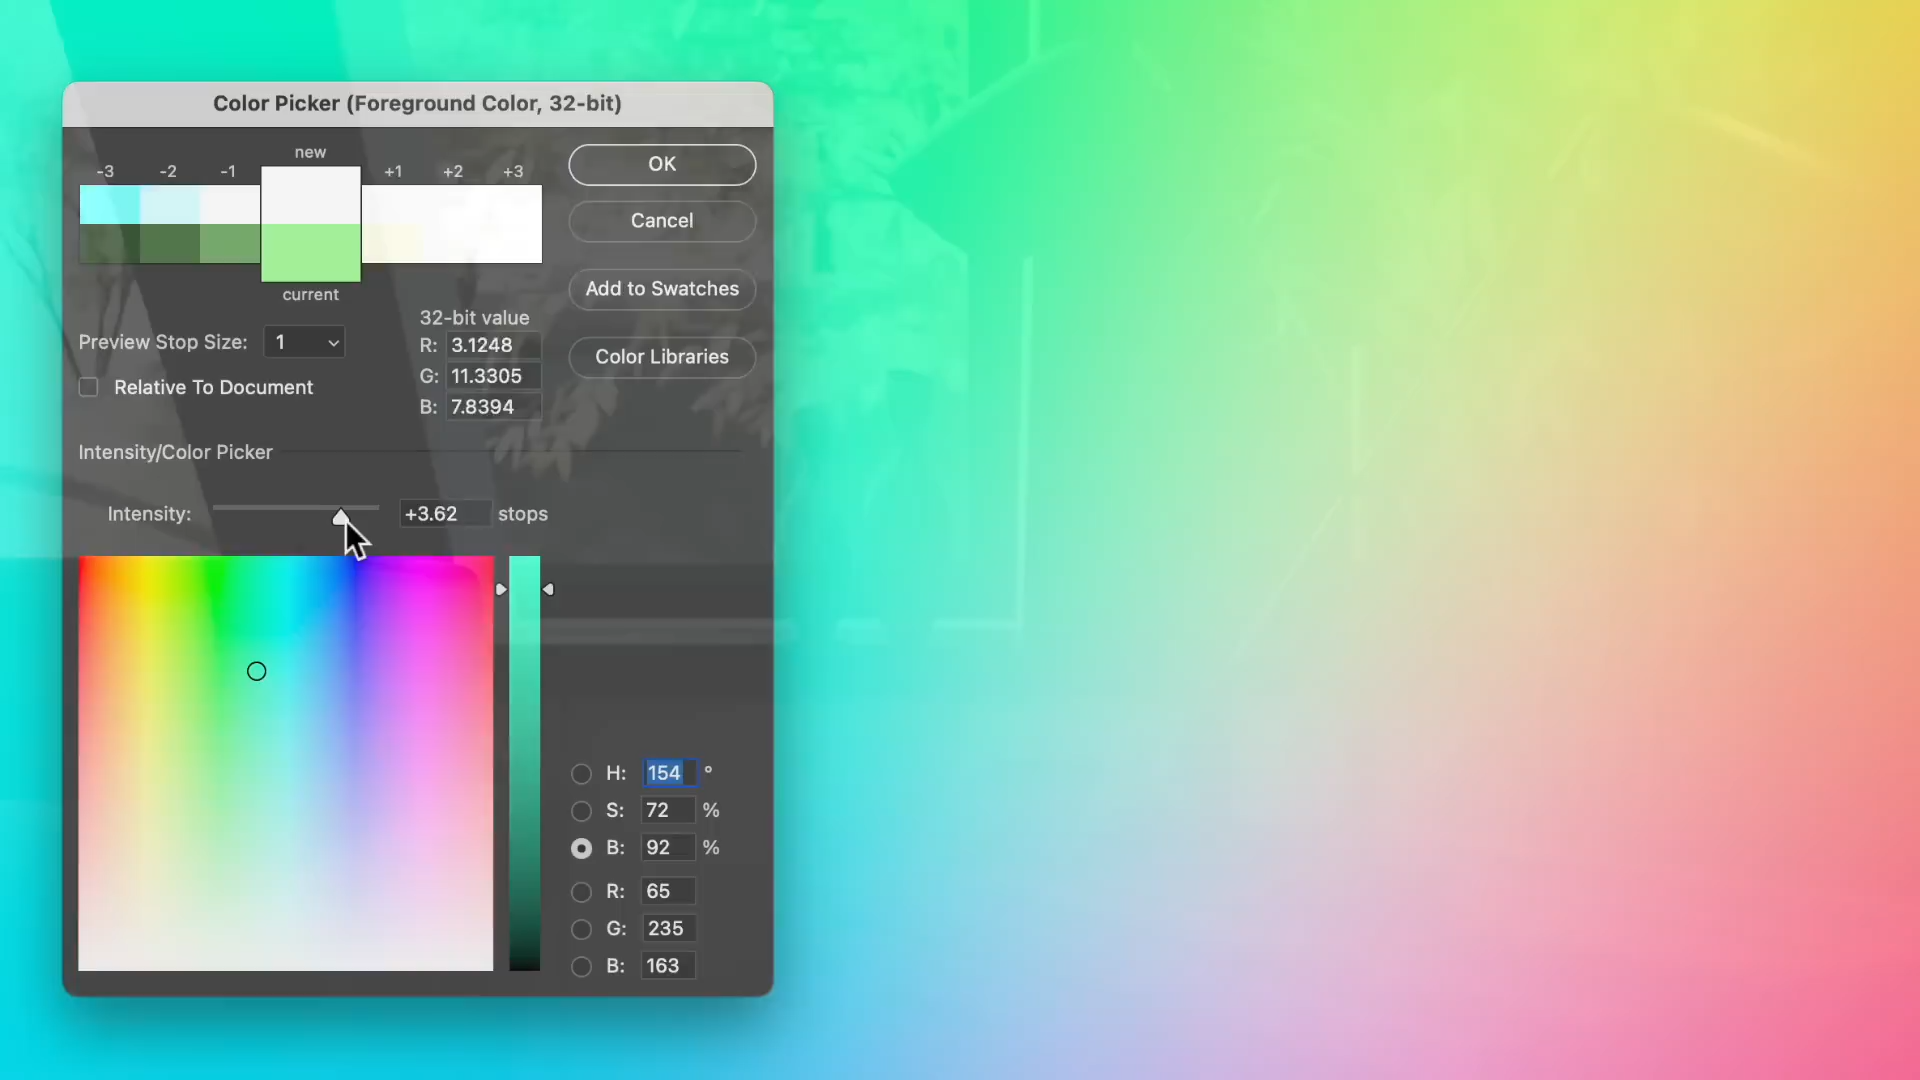 Color Picker (Foreground Color, 32-bit)
new
-3 -2 -1 +1 +2 +3
current
OK
Cancel
Add to Swatches
Color Libraries
Preview Stop Size: 1
Relative To Document
32-bit value
R: 3.1248
G: 11.3305
B: 7.8394
Intensity/Color Picker
Intensity: +3.62 stops
H: 154 °
S: 72 %
B: 92 %
R: 65
G: 235
B: 163